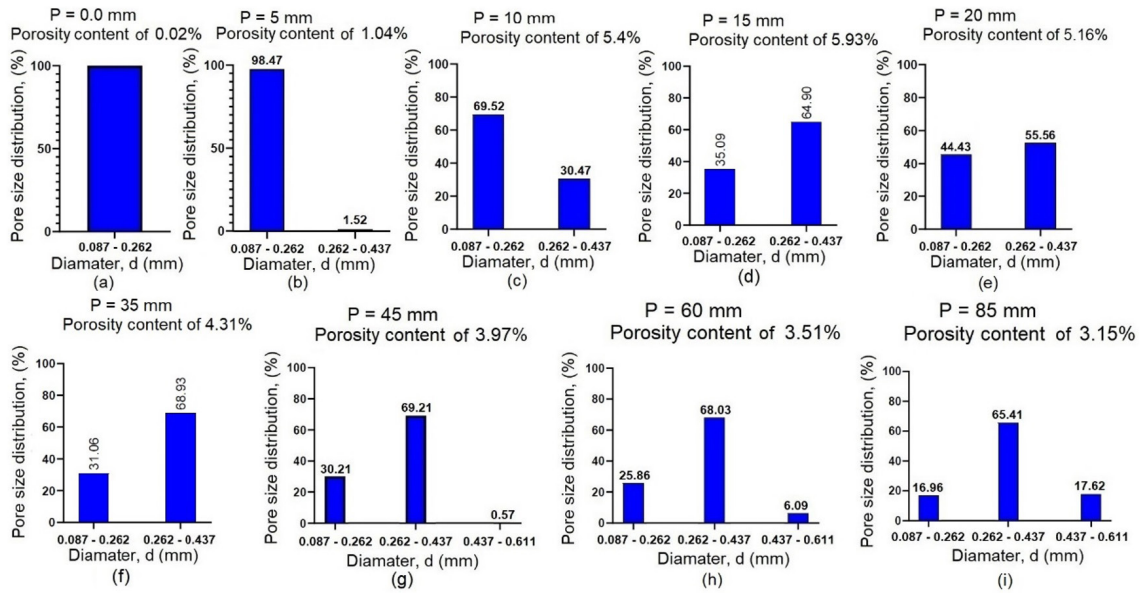 P = 0.0 mm
Porosity content of 0.02%
Pore size distribution, (%)
100
50
0
0.087 - 0.262
Diamater, d (mm)
(a)
P = 5 mm
Porosity content of 1.04%
Pore size distribution, (%)
100
50
0
98.47
1.52
0.087 - 0.262 0.262 - 0.437
Diamater, d (mm)
(b)
P = 10 mm
Porosity content of 5.4%
Pore size distribution, (%)
100
80
60
40
20
0
69.52
30.47
0.087 - 0.262 0.262 - 0.437
Diamater, d (mm)
(c)
P = 15 mm
Porosity content of 5.93%
Pore size distribution, (%)
100
80
60
40
20
0
35.09
64.90
0.087 - 0.262 0.262 - 0.437
Diamater, d (mm)
(d)
P = 20 mm
Porosity content of 5.16%
Pore size distribution, (%)
100
80
60
40
20
0
44.43
55.56
0.087 - 0.262 0.262 - 0.437
Diamater, d (mm)
(e)
P = 35 mm
Porosity content of 4.31%
Pore size distribution, (%)
100
80
60
40
20
0
31.06
68.93
0.087 - 0.262 0.262 - 0.437
Diamater, d (mm)
(f)
P = 45 mm
Porosity content of 3.97%
Pore size distribution, (%)
100
80
60
40
20
0
30.21
69.21
0.57
0.087 - 0.262 0.262 - 0.437 0.437 - 0.611
Diamater, d (mm)
(g)
P = 60 mm
Porosity content of 3.51%
Pore size distribution, (%)
100
80
60
40
20
0
25.86
68.03
6.09
0.087 - 0.262 0.262 - 0.437 0.437 - 0.611
Diamater, d (mm)
(h)
P = 85 mm
Porosity content of 3.15%
Pore size distribution, (%)
100
80
60
40
20
0
16.96
65.41
17.62
0.087 - 0.262 0.262 - 0.437 0.437 - 0.611
Diamater, d (mm)
(i)